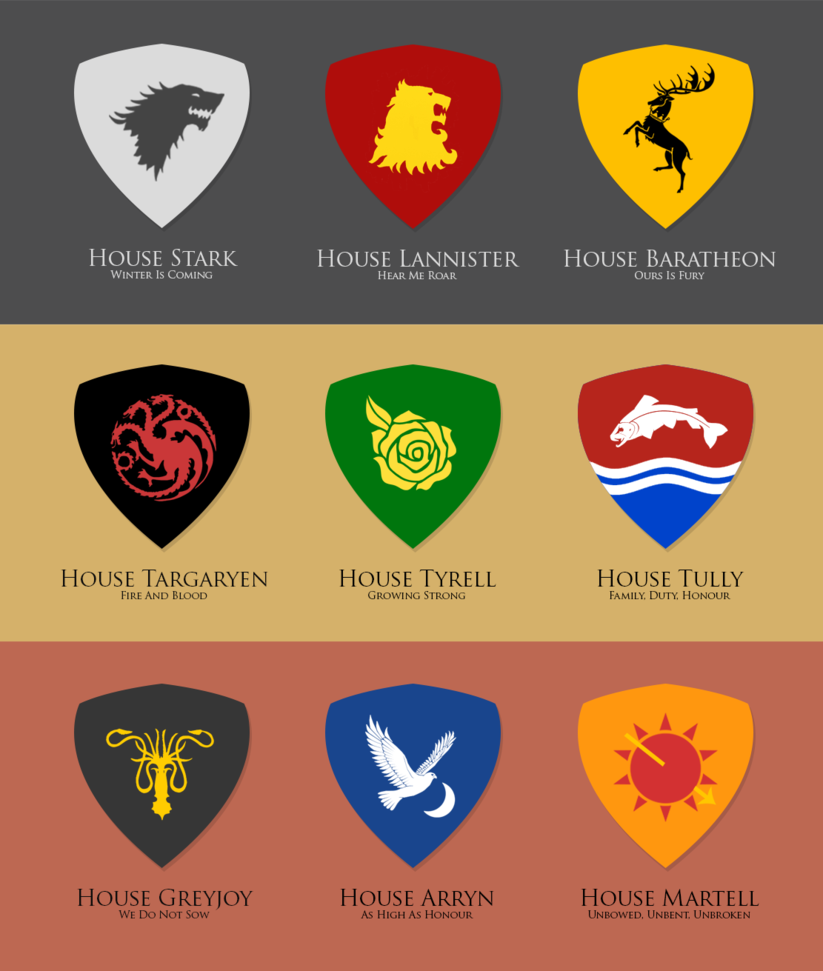 House Stark
Winter Is Coming
House Lannister
Hear Me Roar
House Baratheon
Ours Is Fury
House Targaryen
Fire And Blood
House Tyrell
Growing Strong
House Tully
Family, Duty, Honour
House Greyjoy
We Do Not Sow
House Arryn
As High As Honour
House Martell
Unbowed, Unbent, Unbroken